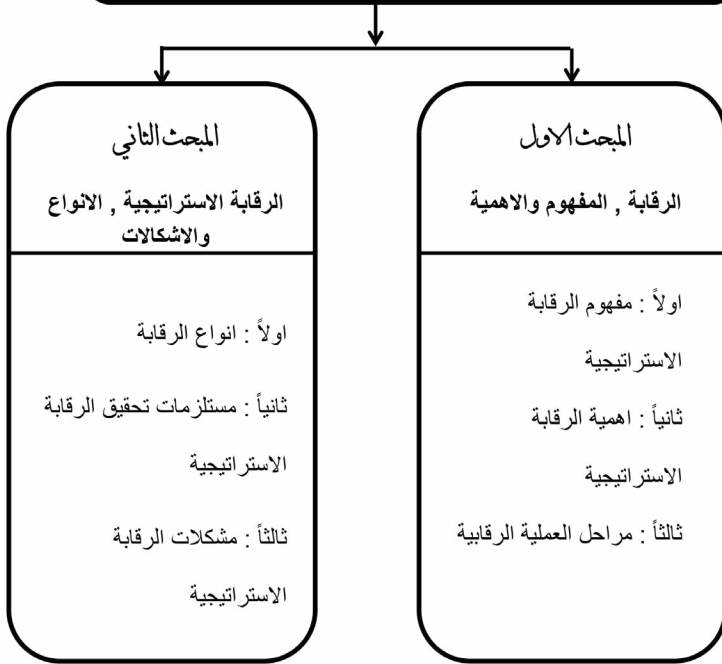 المبحث الاول
الرقابة , المفهوم والاهمية
اولاً : مفهوم الرقابة
الاستراتيجية
ثانياً : اهمية الرقابة
الاستراتيجية
ثالثاً : مراحل العملية الرقابية
المبحث الثاني
الرقابة الاستراتيجية , الانواع
والاشكالات
اولاً : انواع الرقابة
ثانياً : مستلزمات تحقيق الرقابة
الاستراتيجية
ثالثاً : مشكلات الرقابة
الاستراتيجية